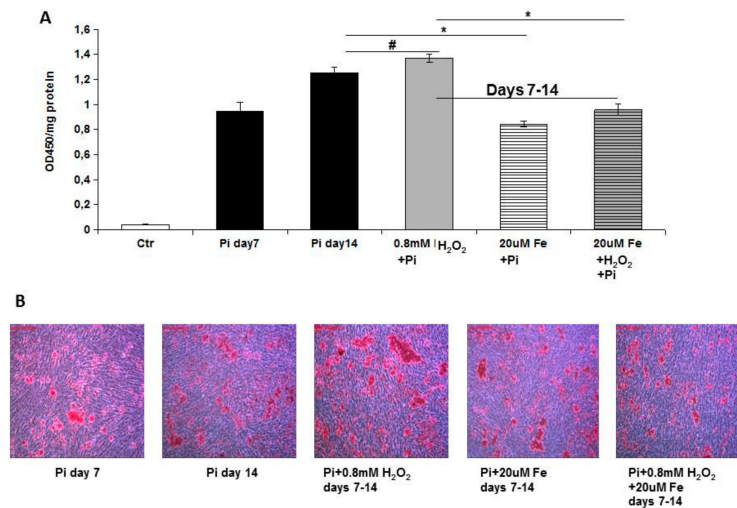 A
OD450/mg protein
1,6
1,4
1,2
1
0,8
0,6
0,4
0,2
0
*
*
#
Days 7-14
Ctr
Pi day7
Pi day14
0.8mM H₂O₂
+Pi
20uM Fe
+Pi
20uM Fe
+H₂O₂
+Pi
B
Pi day 7
Pi day 14
Pi+0.8mM H₂O₂
days 7-14
Pi+20uM Fe
days 7-14
Pi+0.8mM H₂O₂
+20uM Fe
days 7-14